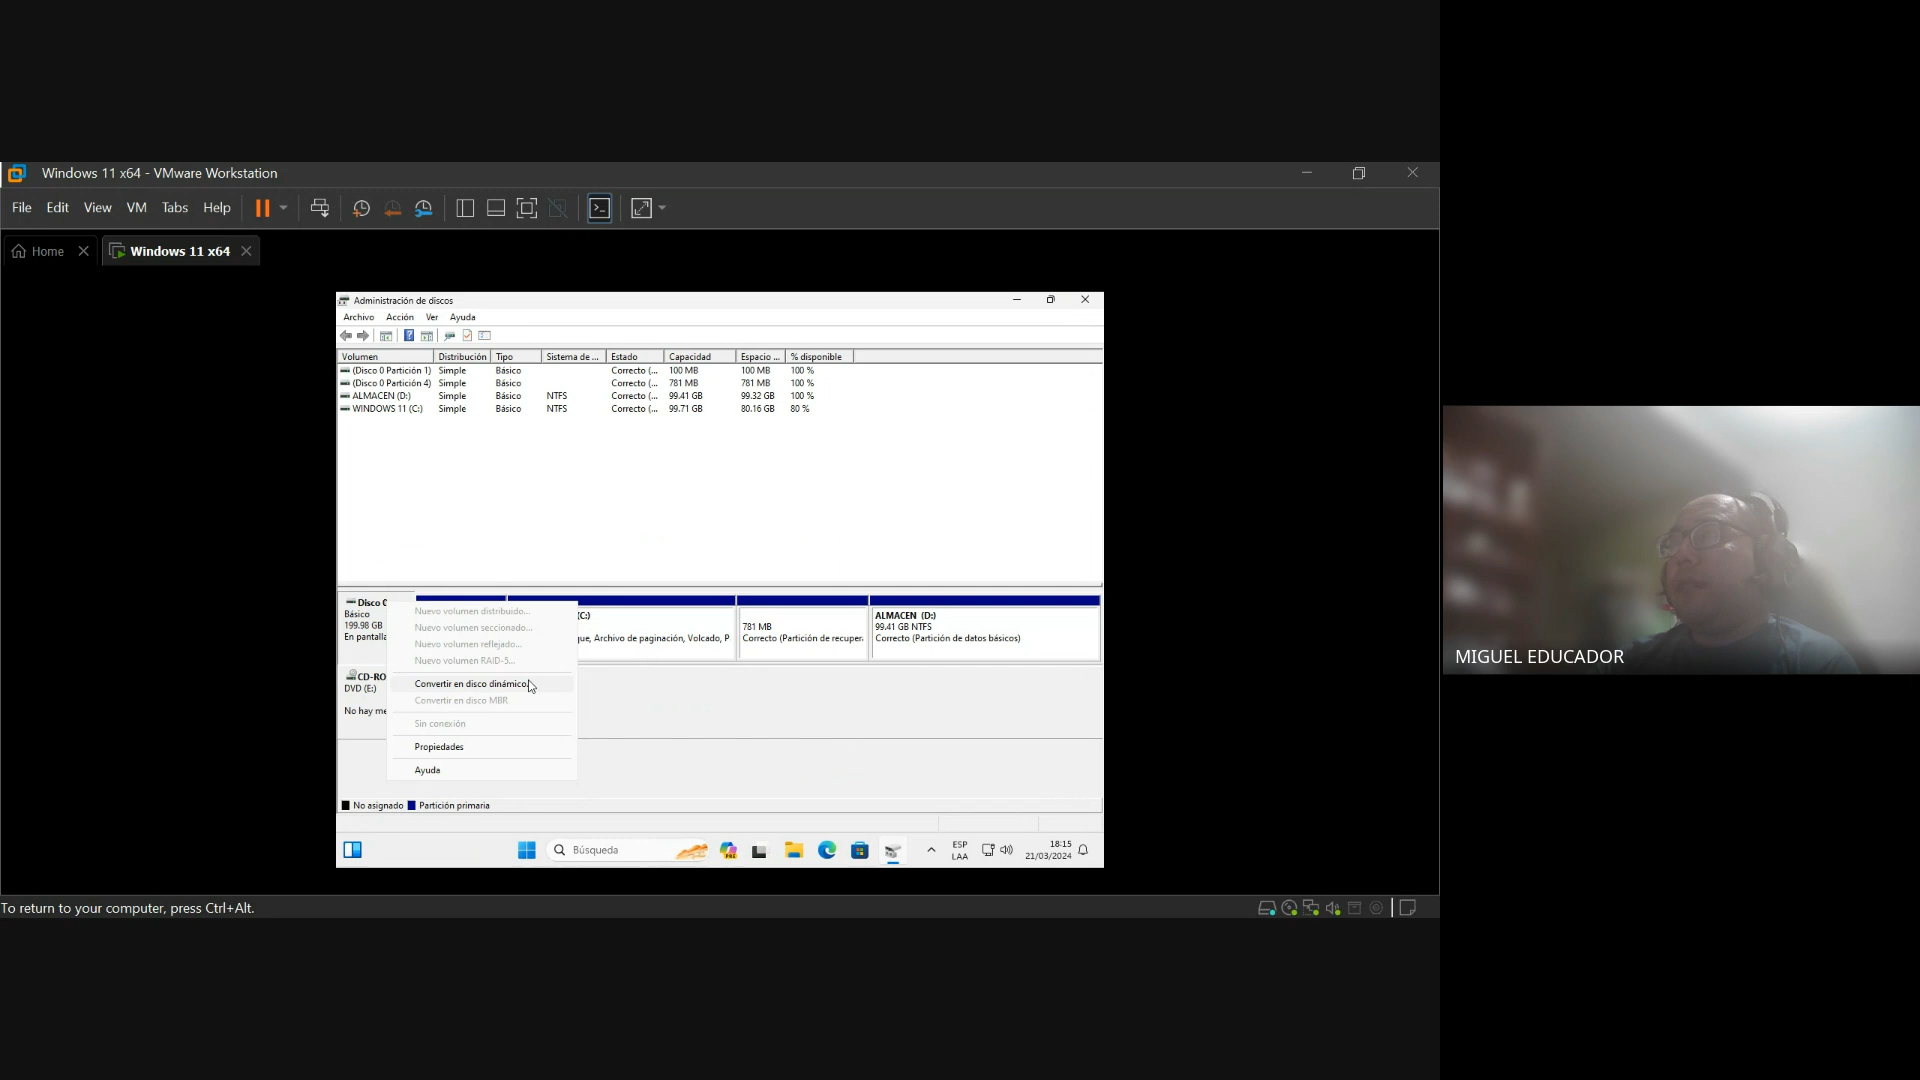 Windows 11 x64 - VMware Workstation
File Edit View VM Tabs Help
Home Windows 11 x64
Administración de discos
Archivo Acción Ver Ayuda
Volumen Distribución Tipo Sistema de ... Estado Capacidad Espacio ... % disponible
(Disco 0 Partición 1) Simple Básico Correcto (... 100 MB 100 MB 100 %
(Disco 0 Partición 4) Simple Básico Correcto (... 781 MB 781 MB 100 %
ALMACEN (D:) Simple Básico NTFS Correcto (... 99.41 GB 99.32 GB 100 %
WINDOWS 11 (C:) Simple Básico NTFS Correcto (... 99.71 GB 80.16 GB 80 %
Disco 0
Básico
199.98 GB
En pantalla
(C:)
que, Archivo de paginación, Volcado, P
781 MB
Correcto (Partición de recuper
ALMACEN (D:)
99.41 GB NTFS
Correcto (Partición de datos básicos)
CD-RO
DVD (E:)
No hay me
Nuevo volumen distribuido...
Nuevo volumen seccionado...
Nuevo volumen reflejado...
Nuevo volumen RAID-5...
Convertir en disco dinámico...
Convertir en disco MBR
Sin conexión
Propiedades
Ayuda
No asignado Partición primaria
Búsqueda
PRE
ESP
LAA
18:15
21/03/2024
To return to your computer, press Ctrl+Alt.
MIGUEL EDUCADOR